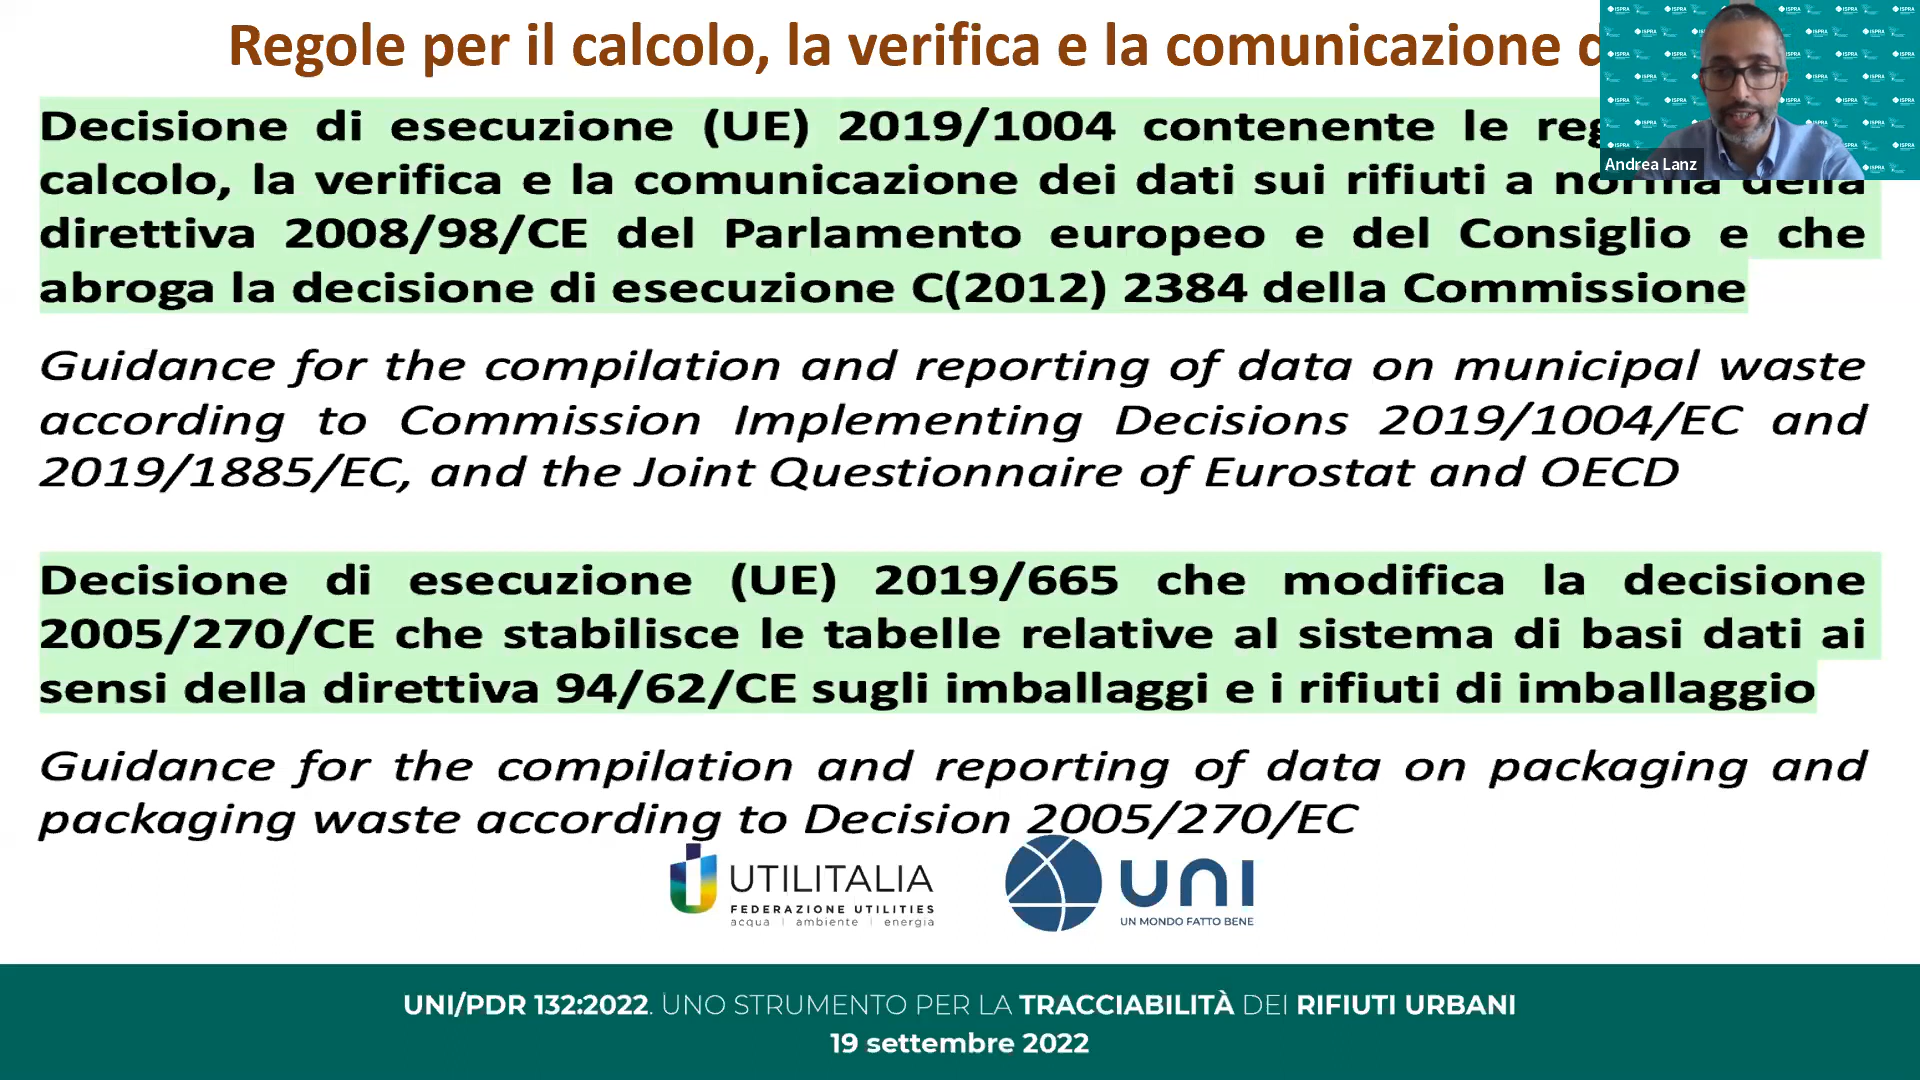 Regole per il calcolo, la verifica e la comunicazione
Andrea Lanz
Decisione di esecuzione (UE) 2019/1004 contenente le
calcolo, la verifica e la comunicazione dei dati sui rifiuti a norma della
direttiva 2008/98/CE del Parlamento europeo e del Consiglio e che
abroga la decisione di esecuzione C(2012) 2384 della Commissione
Guidance for the compilation and reporting of data on municipal waste
according to Commission Implementing Decisions 2019/1004/EC and
2019/1885/EC, and the Joint Questionnaire of Eurostat and OECD
Decisione di esecuzione (UE) 2019/665 che modifica la decisione
2005/270/CE che stabilisce le tabelle relative al sistema di basi dati ai
sensi della direttiva 94/62/CE sugli imballaggi e i rifiuti di imballaggio
Guidance for the compilation and reporting of data on packaging and
packaging waste according to Decision 2005/270/EC
UTILITALIA
FEDERAZIONE UTILITIES
acqua | ambiente | energia
UNI
UN MONDO FATTO BENE
UNI/PDR 132:2022. UNO STRUMENTO PER LA TRACCIABILITÀ DEI RIFIUTI URBANI
19 settembre 2022